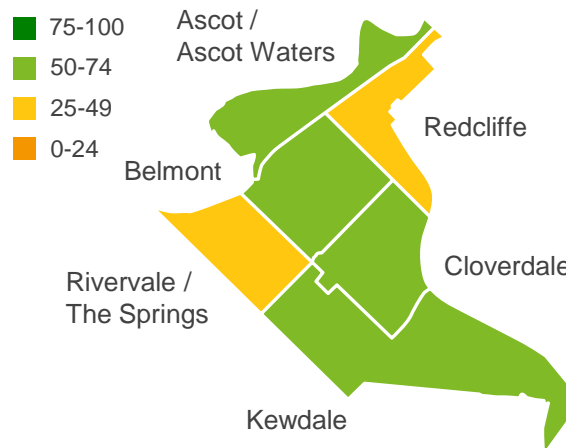 75-100
50-74
25-49
0-24
Ascot /
Ascot Waters
Redcliffe
Belmont
Cloverdale
Rivervale /
The Springs
Kewdale